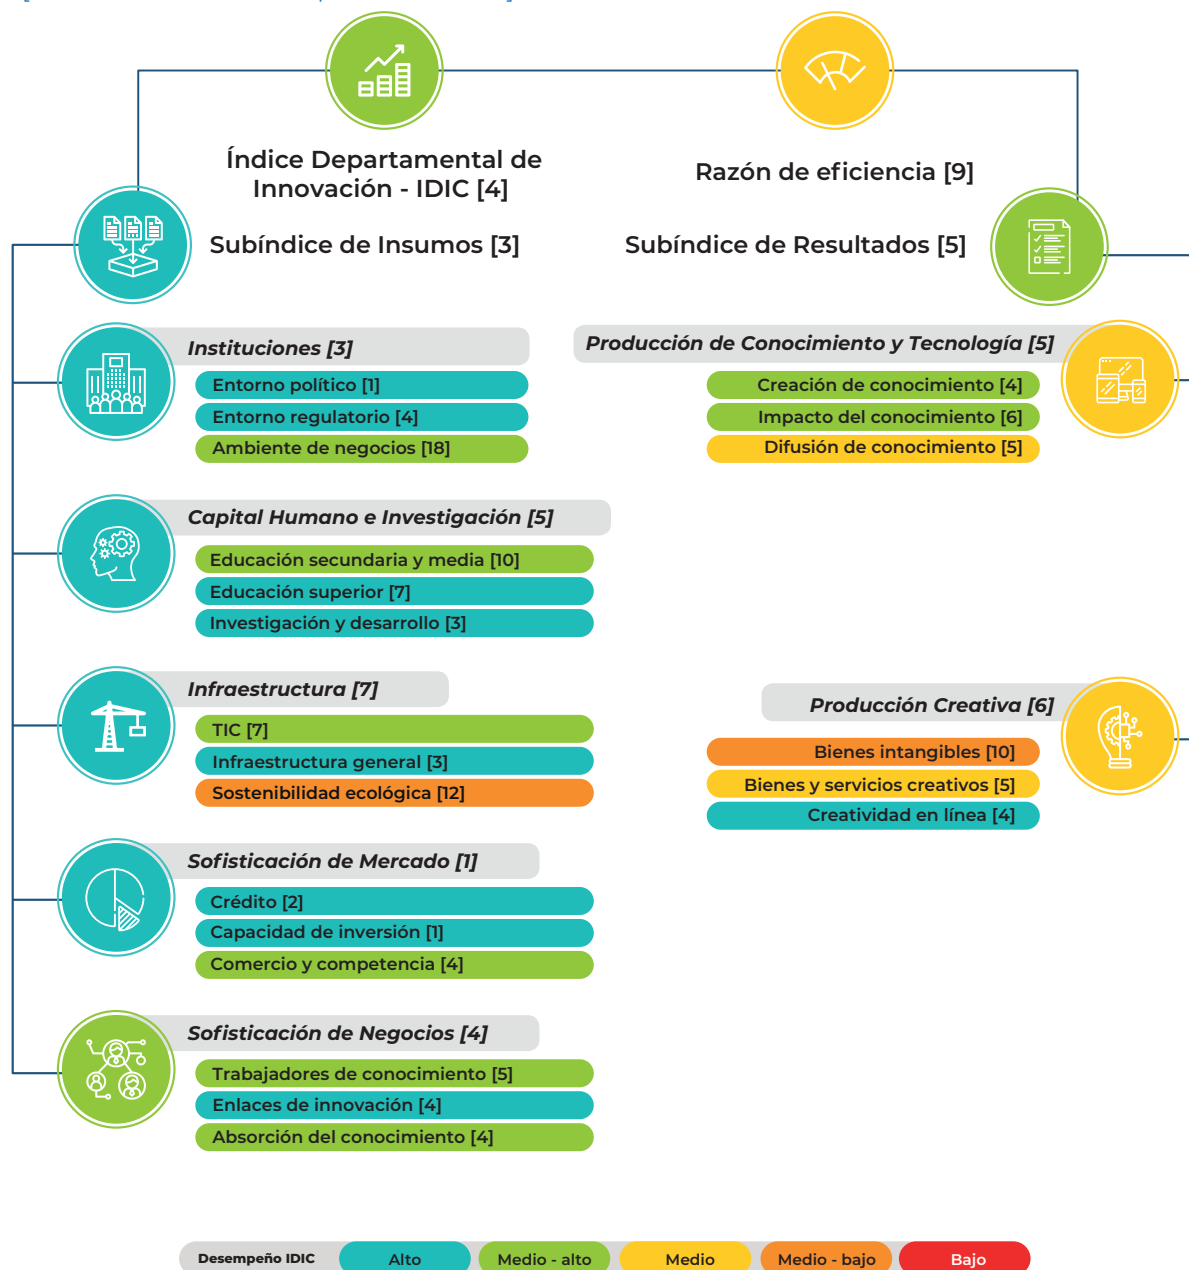 Índice Departamental de
Innovación - IDIC [4]
Razón de eficiencia [9]
Subíndice de Insumos [3]
Subíndice de Resultados [5]
Instituciones [3]
Entorno político [1]
Entorno regulatorio [4]
Ambiente de negocios [18]
Producción de Conocimiento y Tecnología [5]
Creación de conocimiento [4]
Impacto del conocimiento [6]
Difusión de conocimiento [5]
Capital Humano e Investigación [5]
Educación secundaria y media [10]
Educación superior [7]
Investigación y desarrollo [3]
Infraestructura [7]
TIC [7]
Infraestructura general [3]
Sostenibilidad ecológica [12]
Producción Creativa [6]
Bienes intangibles [10]
Bienes y servicios creativos [5]
Creatividad en línea [4]
Sofisticación de Mercado [1]
Crédito [2]
Capacidad de inversión [1]
Comercio y competencia [4]
Sofisticación de Negocios [4]
Trabajadores de conocimiento [5]
Enlaces de innovación [4]
Absorción del conocimiento [4]
Desempeño IDIC
Alto
Medio - alto
Medio
Medio - bajo
Bajo